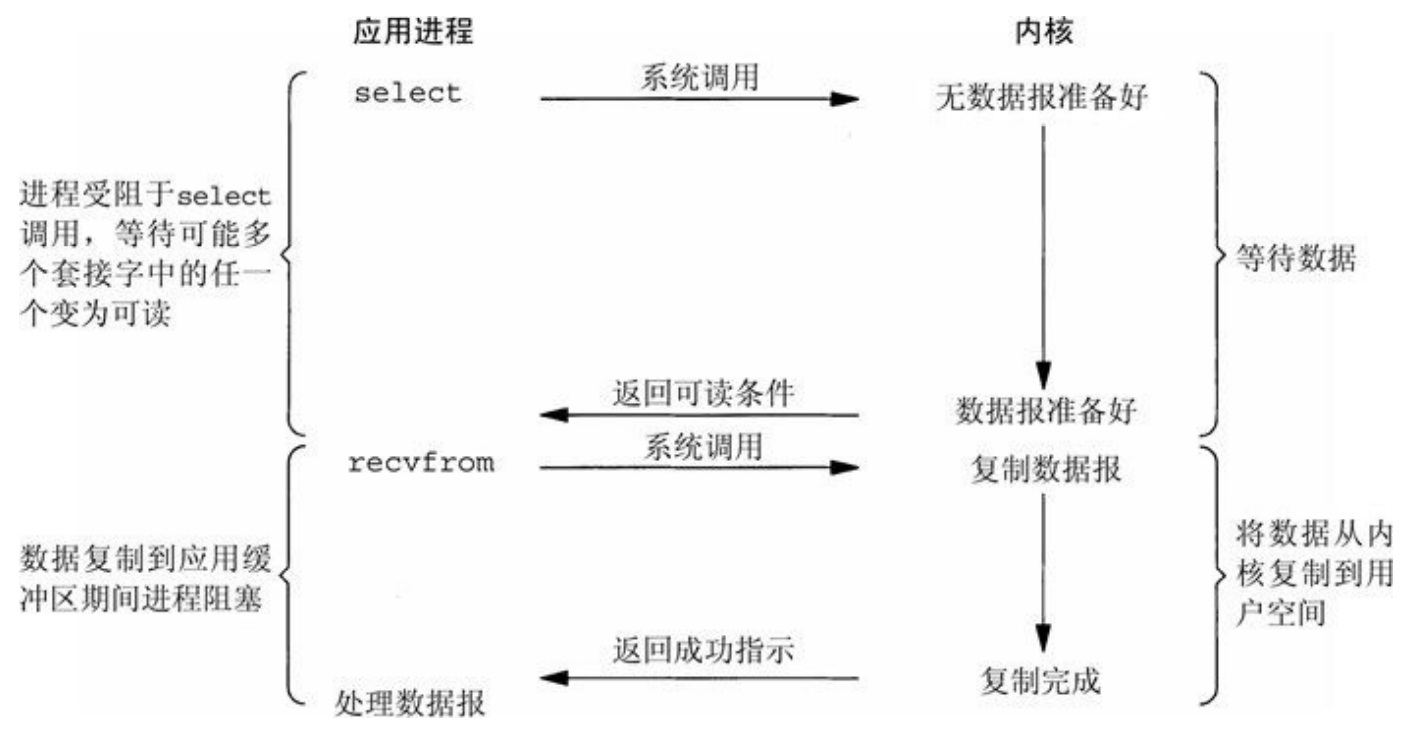 应用进程
内核
select
系统调用
无数据报准备好
进程受阻于select
调用，等待可能多
个套接字中的任一
个变为可读
等待数据
返回可读条件
数据报准备好
recvfrom
系统调用
复制数据报
数据复制到应用缓
冲区期间进程阻塞
将数据从内
核复制到用
户空间
返回成功指示
复制完成
处理数据报